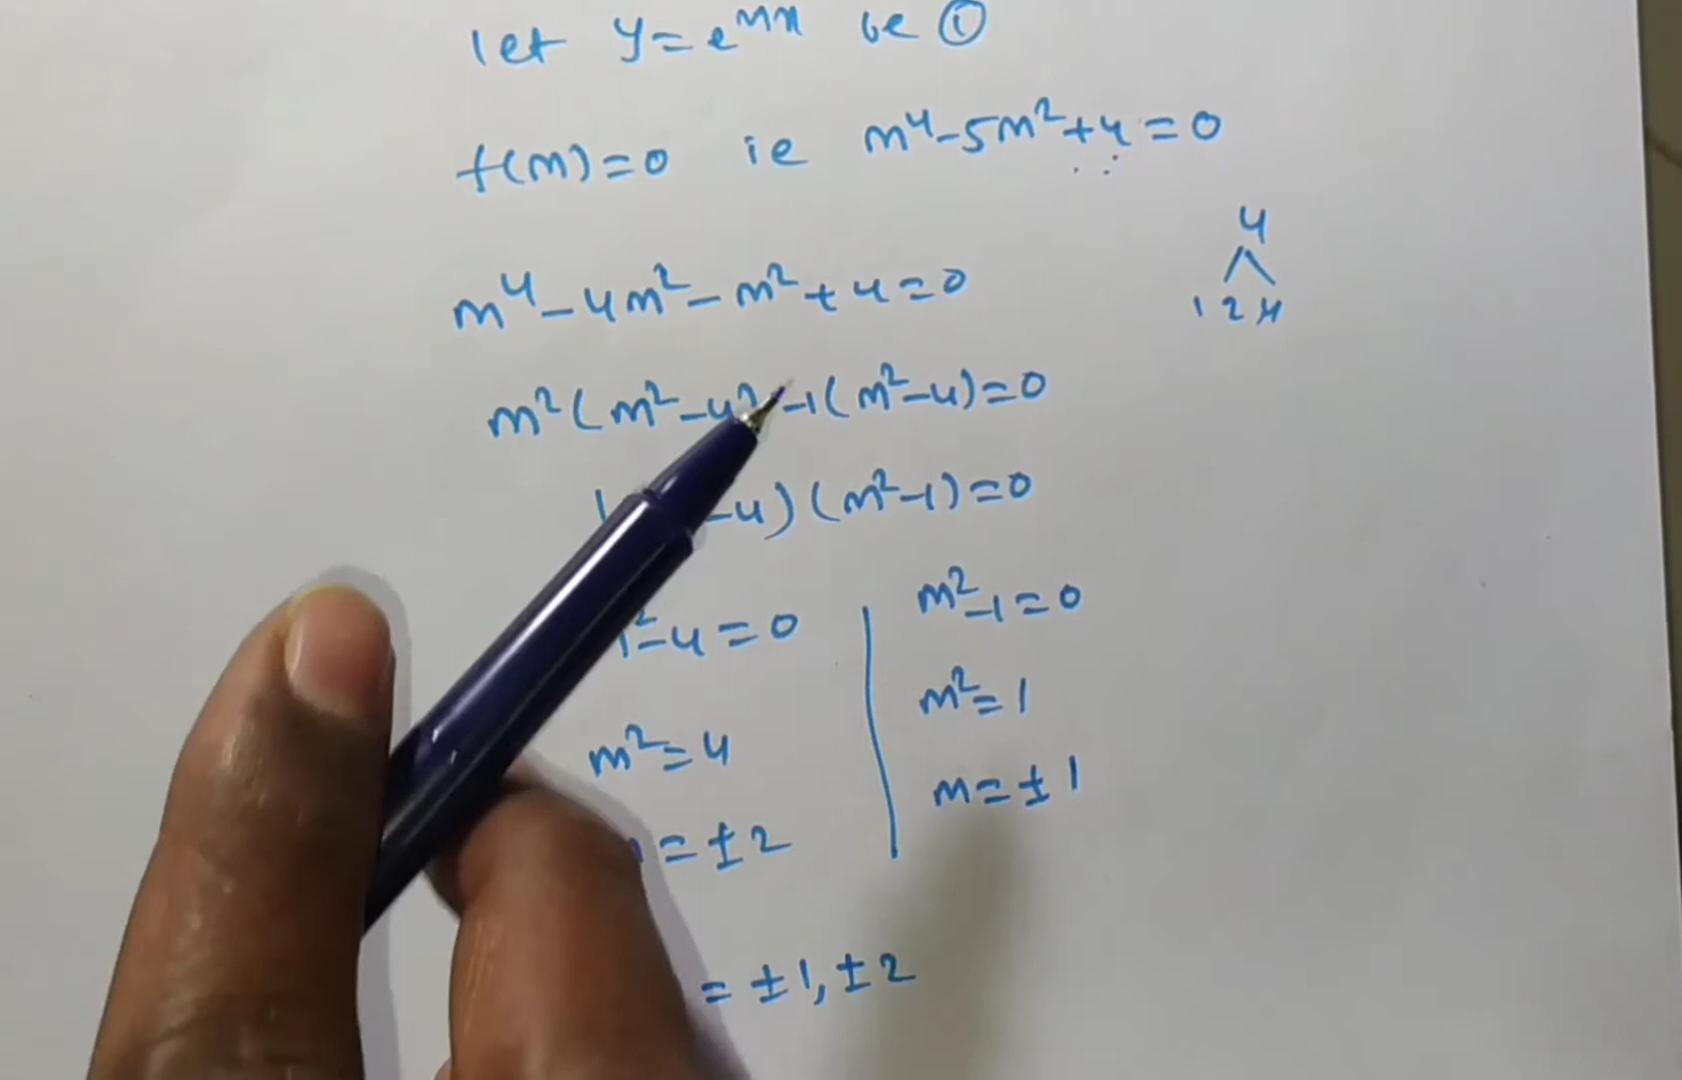 let y=e^mx be ①
f(m)=0 ie m⁴-5m²+4=0
4
1 2 4
m⁴-4m²-m²+4=0
m²(m²-4)-1(m²-4)=0
-4)(m²-1)=0
²-4=0
m²-1=0
m²=4
m²=1
=±2
m=±1
=±1,±2